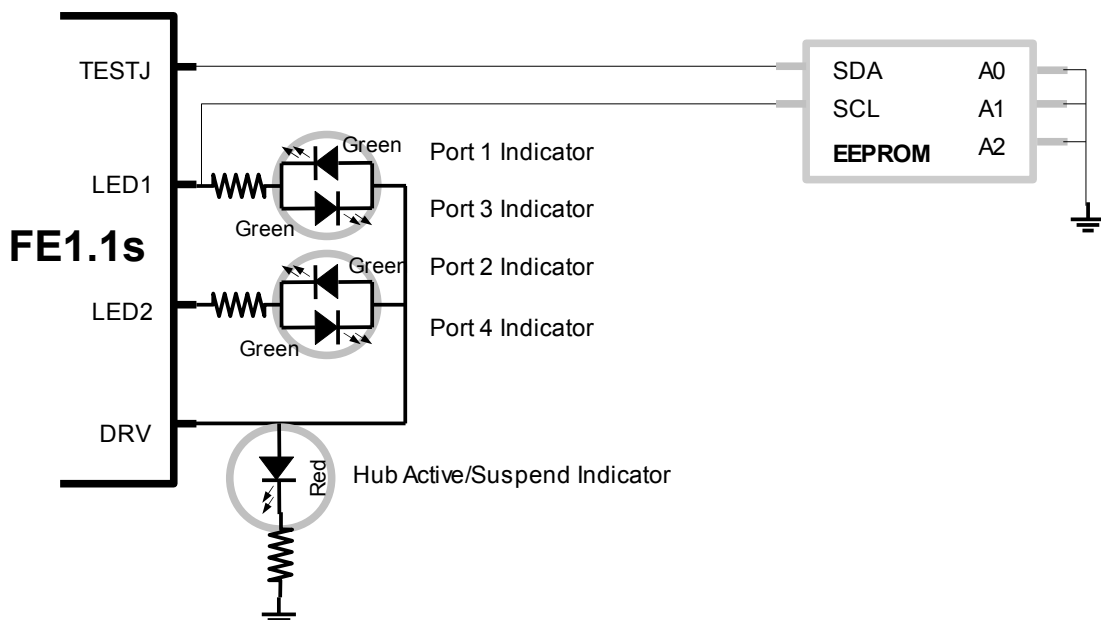 TESTJ
SDA A0
SCL A1
EEPROM A2
Green
Port 1 Indicator
LED1
Port 3 Indicator
Green
FE1.1s
Green
Port 2 Indicator
LED2
Port 4 Indicator
Green
DRV
Red
Hub Active/Suspend Indicator